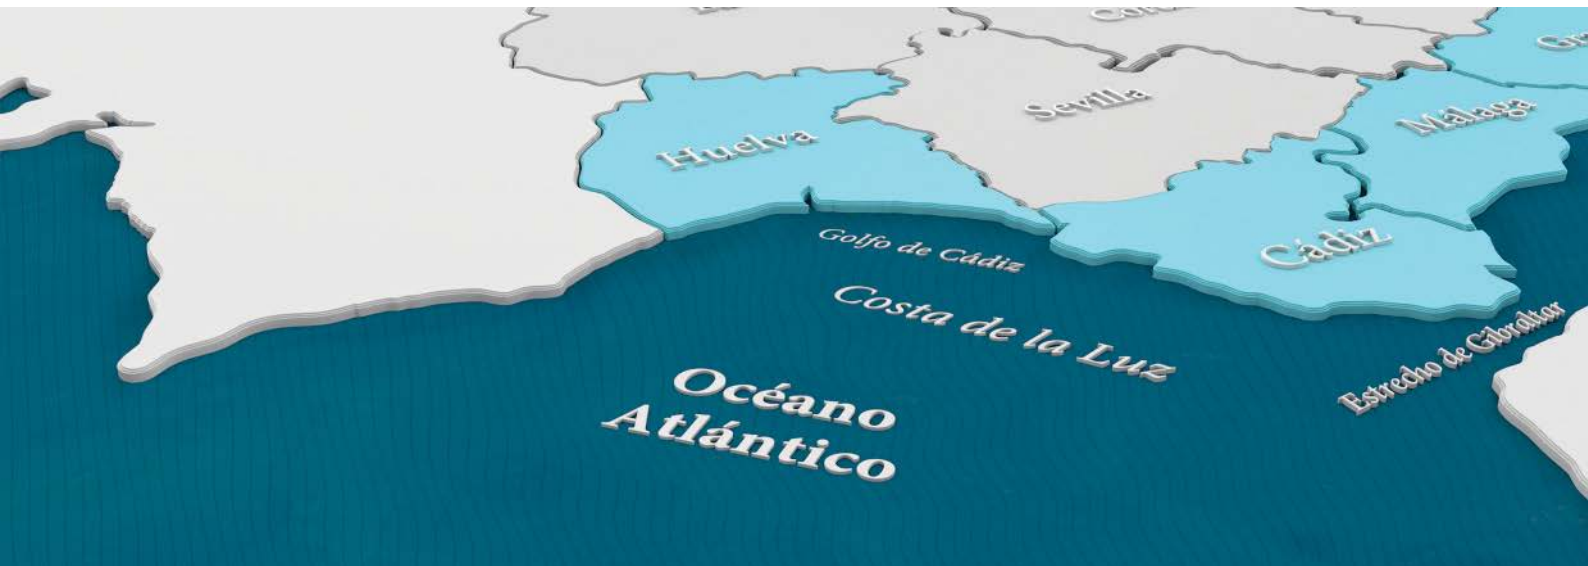 Sevilla
Málaga
Huelva
Cádiz
Golfo de Cádiz
Costa de la Luz
Estrecho de Gibraltar
Océano
Atlántico